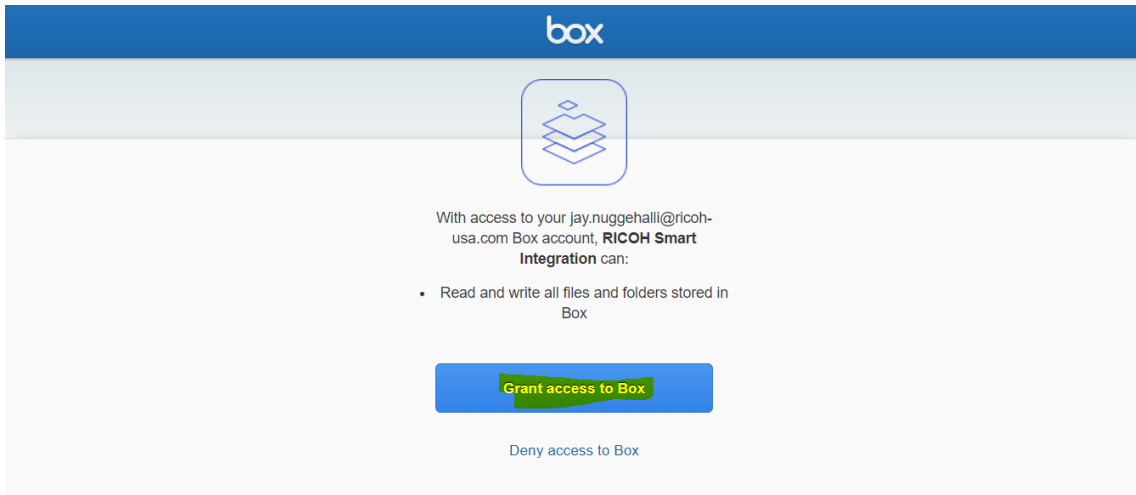 box
With access to your jay.nuggehalli@ricoh-
usa.com Box account, RICOH Smart
Integration can:
• Read and write all files and folders stored in
Box
Grant access to Box
Deny access to Box